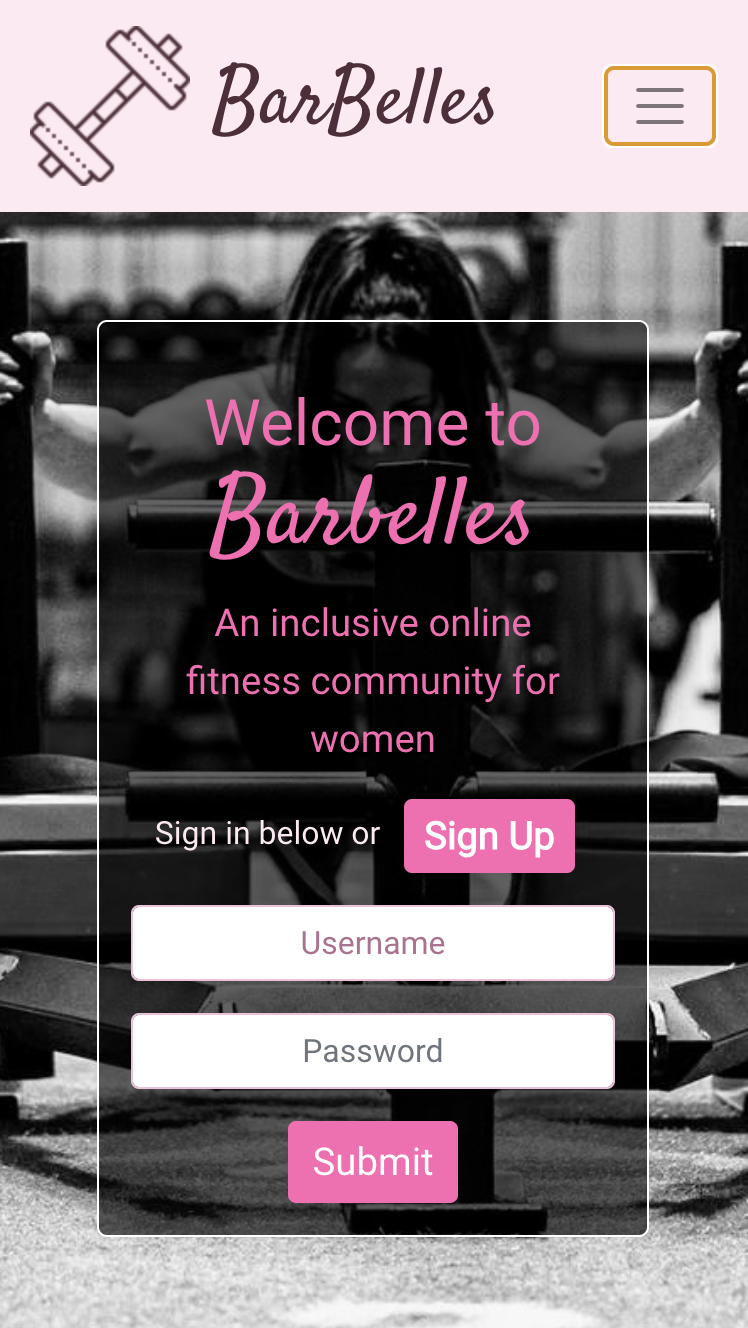 BarBelles
Welcome to
Barbelles
An inclusive online
fitness community for
women
Sign in below or Sign Up
Username
Password
Submit